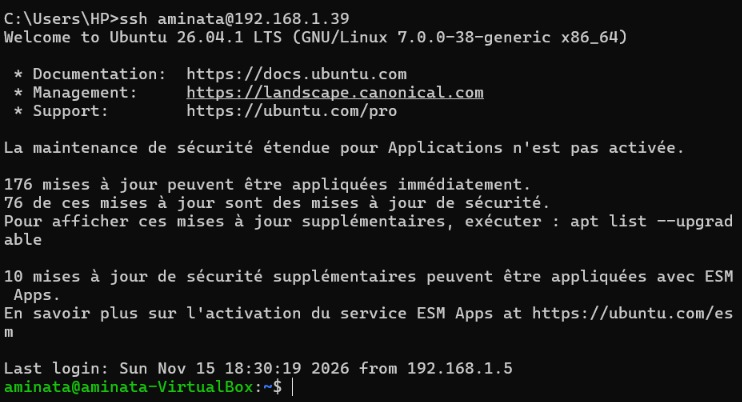 C:\Users\HP>ssh aminata@192.168.1.39
Welcome to Ubuntu 26.04.1 LTS (GNU/Linux 7.0.0-38-generic x86_64)
* Documentation:  https://docs.ubuntu.com
* Management:     https://landscape.canonical.com
* Support:        https://ubuntu.com/pro
La maintenance de sécurité étendue pour Applications n'est pas activée.
176 mises à jour peuvent être appliquées immédiatement.
76 de ces mises à jour sont des mises à jour de sécurité.
Pour afficher ces mises à jour supplémentaires, exécuter : apt list --upgrad
able
10 mises à jour de sécurité supplémentaires peuvent être appliquées avec ESM
Apps.
En savoir plus sur l'activation du service ESM Apps at https://ubuntu.com/es
m
Last login: Sun Nov 15 18:30:19 2026 from 192.168.1.5
aminata@aminata-VirtualBox:~$